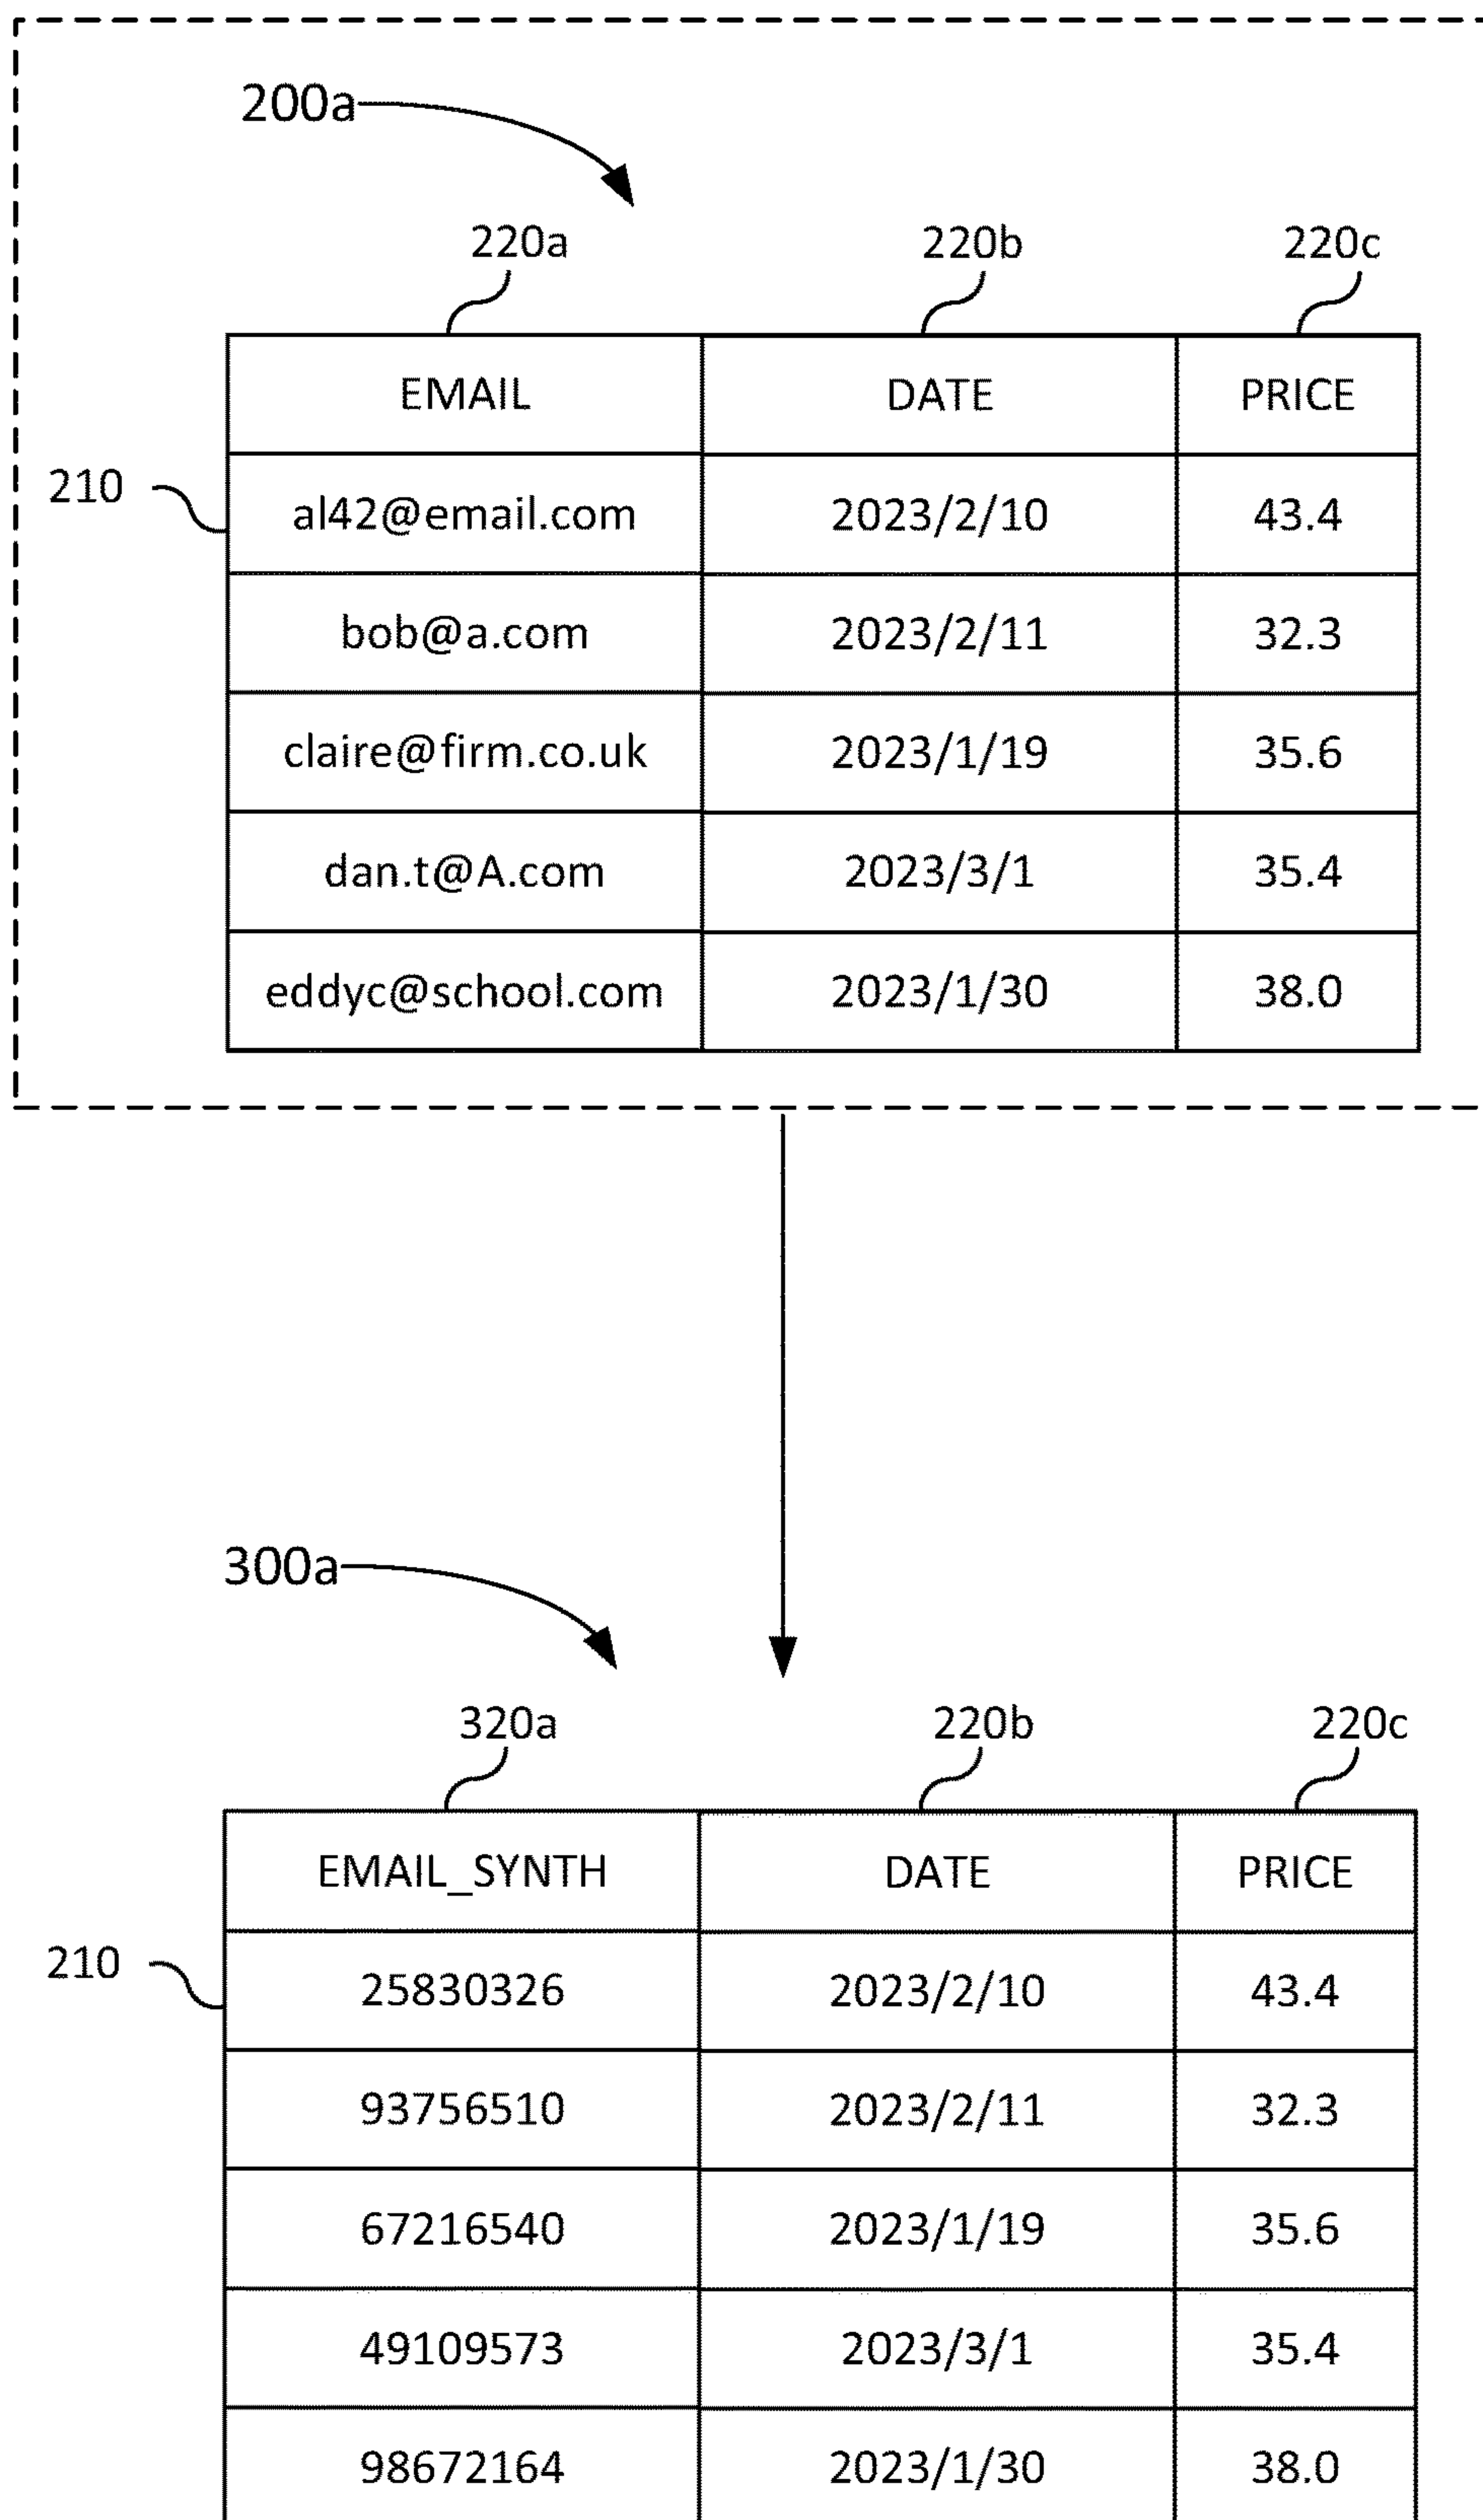 200a
220a 220b 220c
EMAIL DATE PRICE
210 al42@email.com 2023/2/10 43.4
bob@a.com 2023/2/11 32.3
claire@firm.co.uk 2023/1/19 35.6
dan.t@A.com 2023/3/1 35.4
eddyc@school.com 2023/1/30 38.0
300a
320a 220b 220c
EMAIL_SYNTH DATE PRICE
210 25830326 2023/2/10 43.4
93756510 2023/2/11 32.3
67216540 2023/1/19 35.6
49109573 2023/3/1 35.4
98672164 2023/1/30 38.0